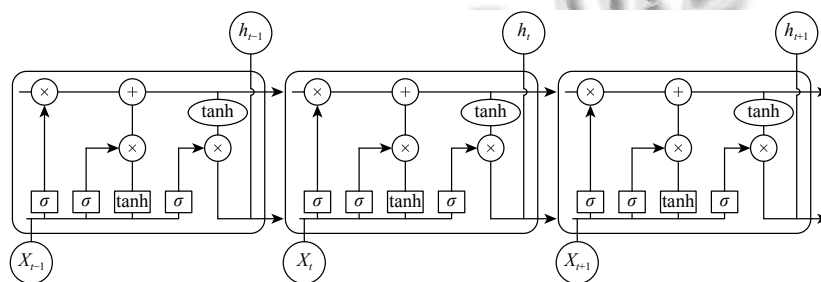 h_{t−1} h_t h_{t+1}
× + × + × +
tanh tanh tanh
× × × × × ×
σ σ tanh σ σ σ tanh σ σ σ tanh σ
X_{t−1} X_t X_{t+1}